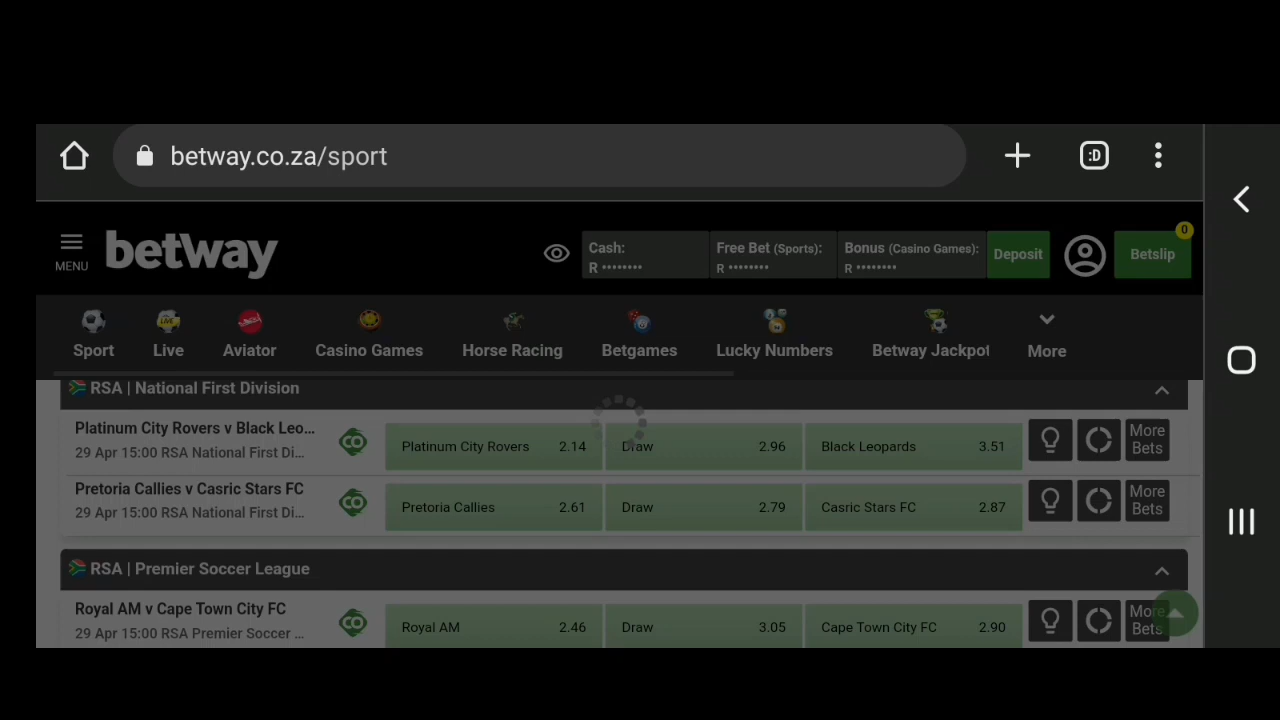 betway.co.za/sport
:D
MENU
betway
Cash:
R ••••••••
Free Bet (Sports):
R ••••••••
Bonus (Casino Games):
R ••••••••
Deposit
0
Betslip
Sport
Live
Aviator
Casino Games
Horse Racing
Betgames
Lucky Numbers
Betway Jackpot
More
RSA | National First Division
Platinum City Rovers v Black Leo...
29 Apr 15:00 RSA National First Di...
Platinum City Rovers 2.14
Draw 2.96
Black Leopards 3.51
More Bets
Pretoria Callies v Casric Stars FC
29 Apr 15:00 RSA National First Di...
Pretoria Callies 2.61
Draw 2.79
Casric Stars FC 2.87
More Bets
RSA | Premier Soccer League
Royal AM v Cape Town City FC
29 Apr 15:00 RSA Premier Soccer ...
Royal AM 2.46
Draw 3.05
Cape Town City FC 2.90
More Bets